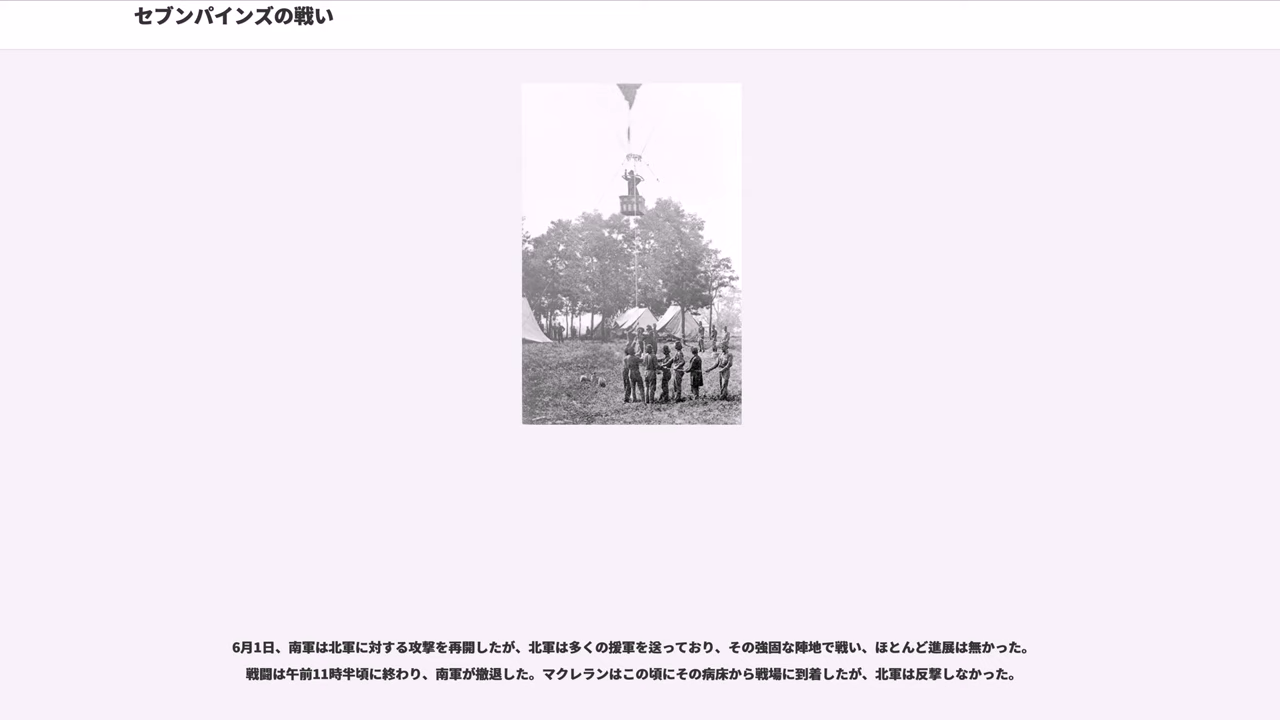 セブンパインズの戦い
6月1日、南軍は北軍に対する攻撃を再開したが、北軍は多くの援軍を送っており、その強固な陣地で戦い、ほとんど進展は無かった。
戦闘は午前11時半頃に終わり、南軍が撤退した。マクレランはこの頃にその病床から戦場に到着したが、北軍は反撃しなかった。